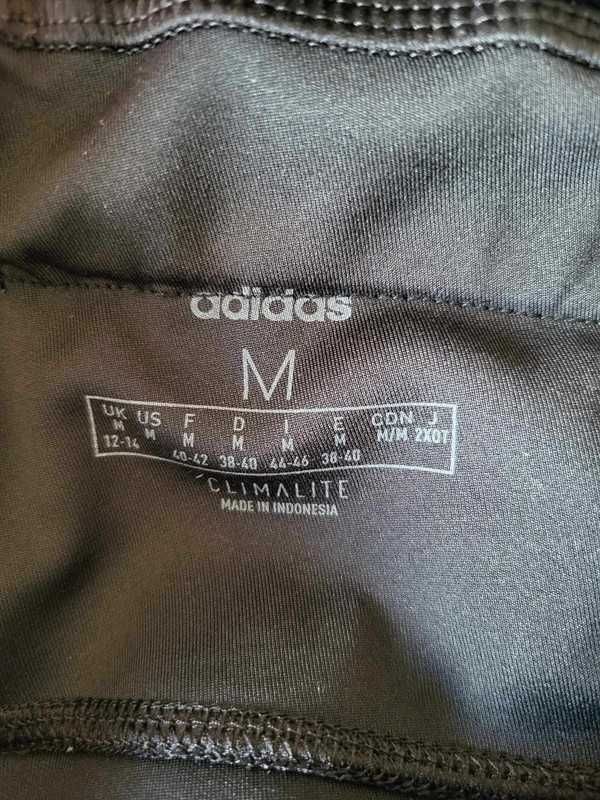 adidas
M
UK US F D I E CDN J
M M M M M M M/M 2XOT
12-14 40-42 38-40 44-46 38-40
CLIMALITE
MADE IN INDONESIA